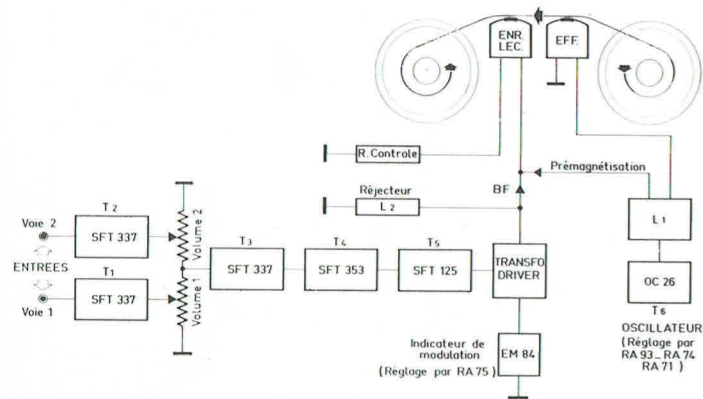 ENR.
LEC.
EFF.
R. Controle
Prémagnétisation
BF
Réjecteur
L 2
L 1
T 2
Voie 2
SFT 337
Volume 2
ENTREES
T 1
SFT 337
Voie 1
Volume 1
T 3
SFT 337
T 4
SFT 353
T 5
SFT 125
TRANSFO
DRIVER
OC 26
T 6
OSCILLATEUR
(Réglage par
RA 93_ RA 74
RA 71 )
Indicateur de
modulation
(Réglage par RA 75 )
EM 84